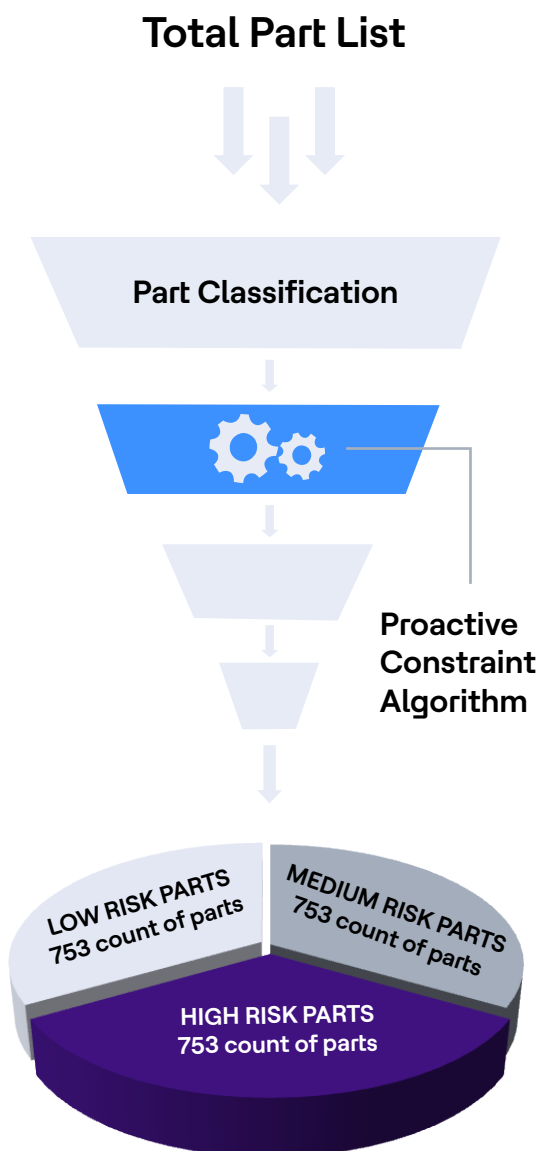 Total Part List
Part Classification
Proactive
Constraint
Algorithm
LOW RISK PARTS
753 count of parts
MEDIUM RISK PARTS
753 count of parts
HIGH RISK PARTS
753 count of parts